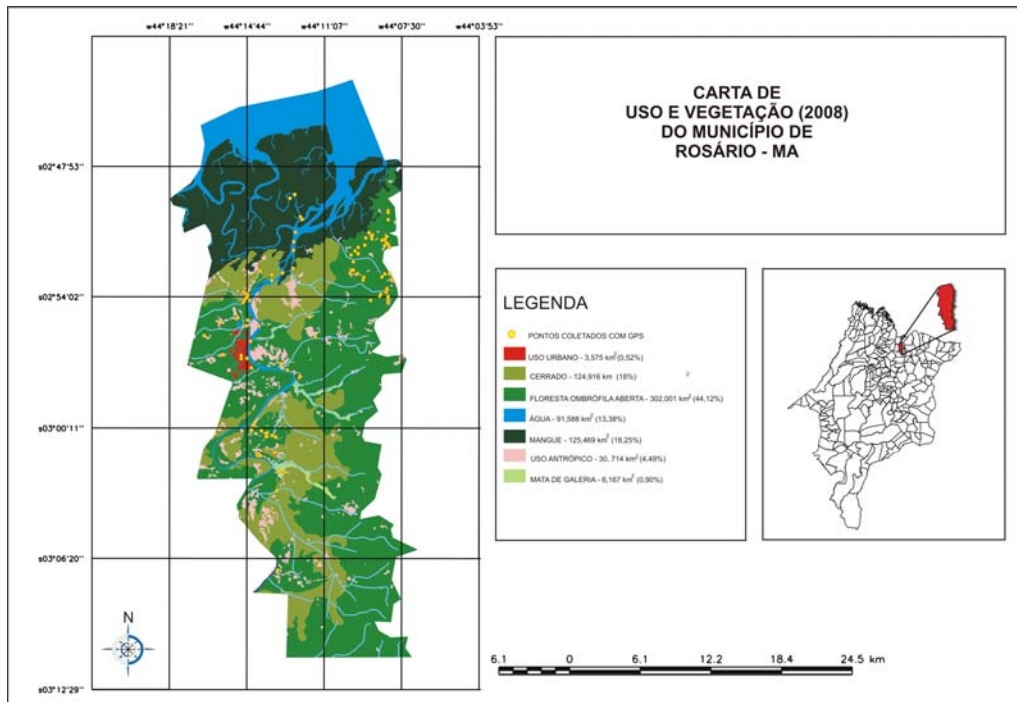 w44°18'21'' w44°14'44'' w44°11'07'' w44°07'30'' w44°03'53''
s02°47'53''
s02°54'02''
s03°00'11''
s03°06'20''
s03°12'29''
N
CARTA DE
USO E VEGETAÇÃO (2008)
DO MUNICÍPIO DE
ROSÁRIO - MA
LEGENDA
PONTOS COLETADOS COM GPS
USO URBANO - 3,575 km² (0,52%)
CERRADO - 124,916 km (18%) 2
FLORESTA OMBRÓFILA ABERTA - 302,001 km² (44,12%)
ÁGUA - 91,588 km² (13,38%)
MANGUE - 125,469 km² (18,25%)
USO ANTRÓPICO - 30, 714 km² (4,49%)
MATA DE GALERIA - 6,167 km² (0,90%)
6.1 0 6.1 12.2 18.4 24.5 km